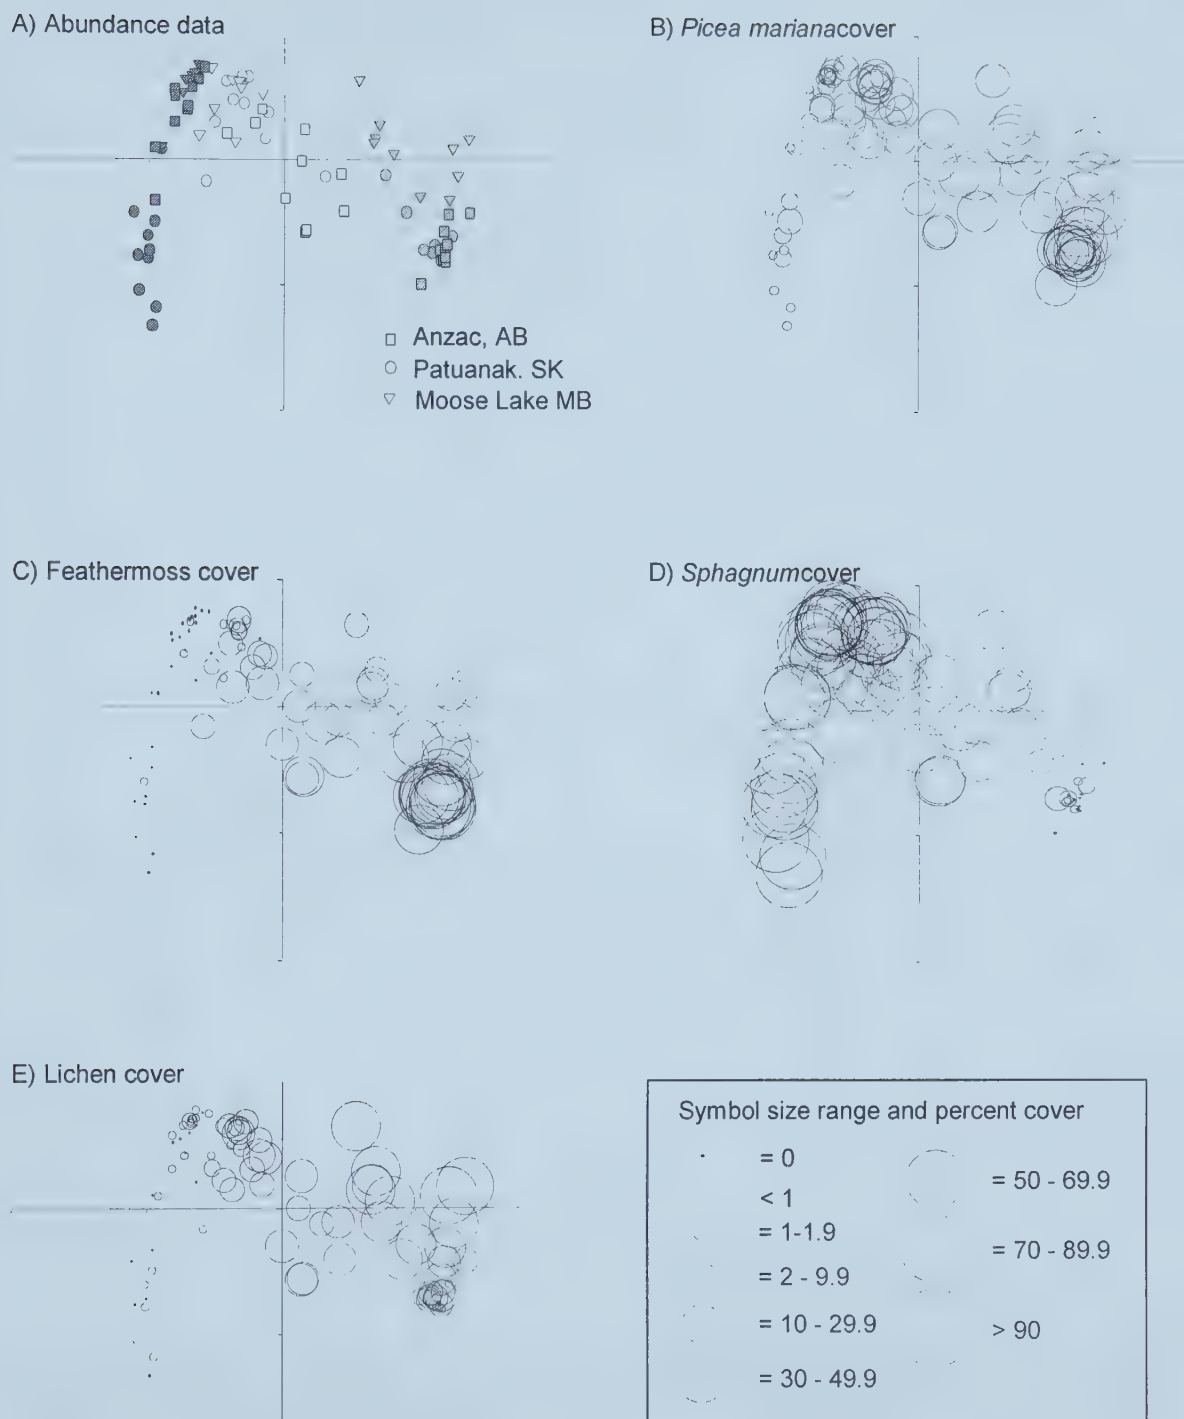 A) Abundance data
B) Picea marianacover
Anzac, AB
Patuanak. SK
Moose Lake MB
C) Feathermoss cover
D) Sphagnumcover
E) Lichen cover
Symbol size range and percent cover
= 0
< 1
= 1-1.9
= 2 - 9.9
= 10 - 29.9
= 30 - 49.9
= 50 - 69.9
= 70 - 89.9
> 90